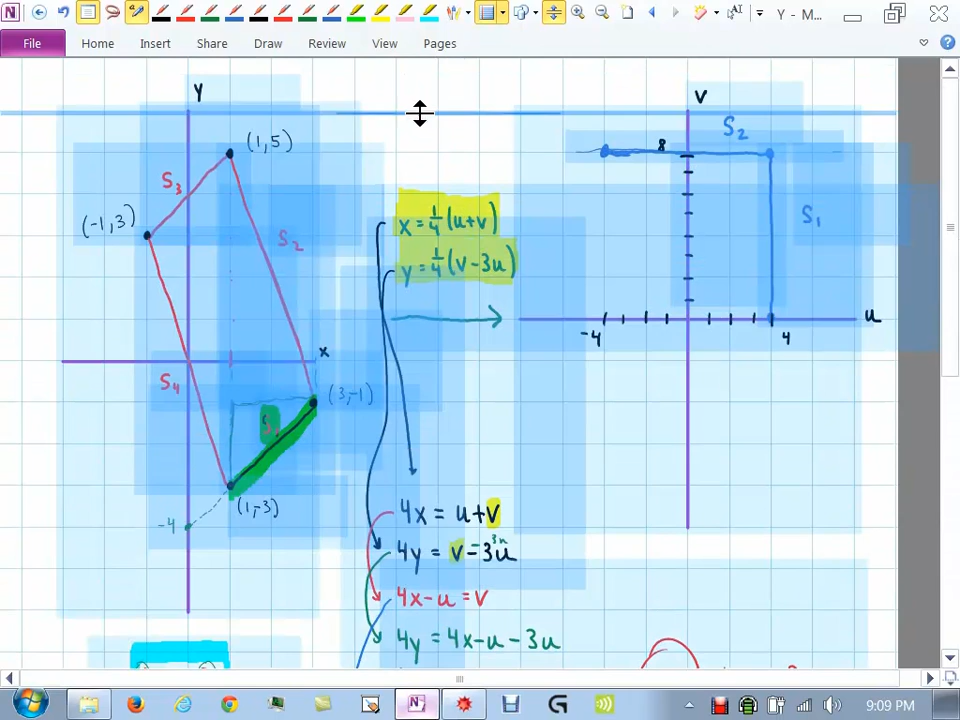 Y - M...
File Home Insert Share Draw Review View Pages
Y
(1,5)
S3
(-1,3)
S2
x
S4
(3,-1)
S1
(1,-3)
-4
x = 1/4 (u+v)
y = 1/4 (v-3u)
4x = u+v
4y = v-3u
3u
4x-u = v
4y = 4x-u-3u
V
S2
8
S1
-4
4
u
9:09 PM